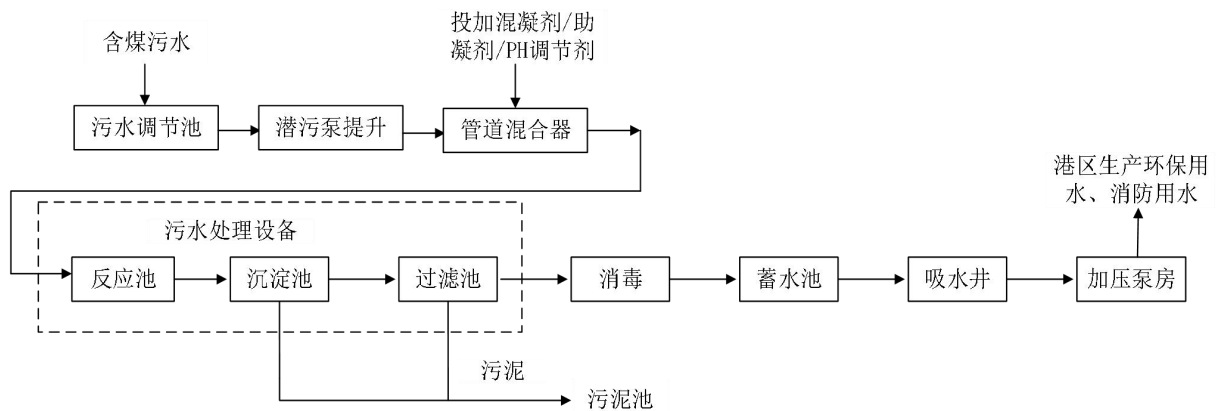 含煤污水
投加混凝剂/助
凝剂/PH调节剂
污水调节池
潜污泵提升
管道混合器
港区生产环保用
水、消防用水
污水处理设备
反应池
沉淀池
过滤池
消毒
蓄水池
吸水井
加压泵房
污泥
污泥池